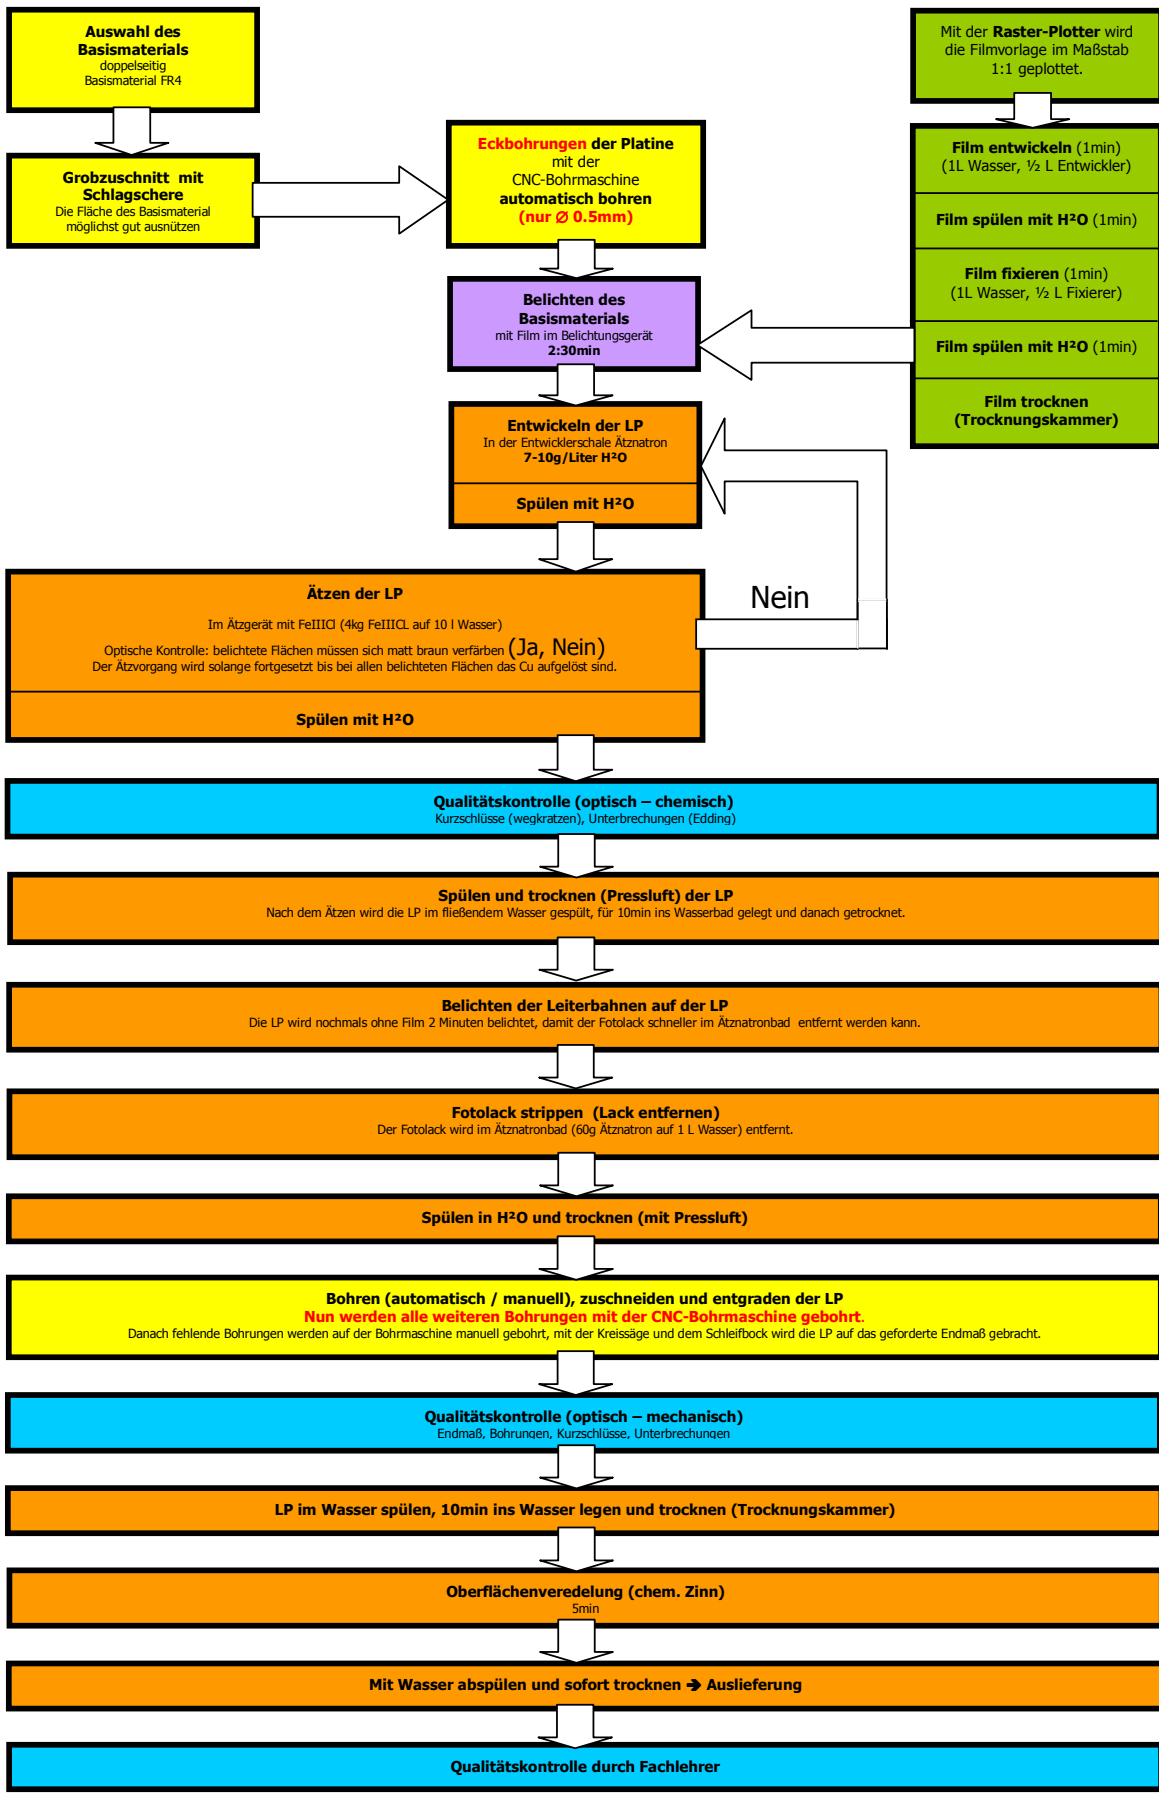 Auswahl des
Basismaterials
doppelseitig
Basismaterial FR4
Grobzuschnitt mit
Schlagschere
Die Fläche des Basismaterial
möglichst gut ausnützen
Eckbohrungen der Platine
mit der
CNC-Bohrmaschine
automatisch bohren
(nur Ø 0.5mm)
Mit der Raster-Plotter wird
die Filmvorlage im Maßstab
1:1 geplottet.
Film entwickeln (1min)
(1L Wasser, ½ L Entwickler)
Film spülen mit H²O (1min)
Film fixieren (1min)
(1L Wasser, ½ L Fixierer)
Film spülen mit H²O (1min)
Film trocknen
(Trocknungskammer)
Belichten des
Basismaterials
mit Film im Belichtungsgerät
2:30min
Entwickeln der LP
In der Entwicklerschale Ätznatron
7-10g/Liter H²O
Spülen mit H²O
Nein
Ätzen der LP
Im Ätzgerät mit FeIIICl (4kg FeIIICL auf 10 l Wasser)
Optische Kontrolle: belichtete Flächen müssen sich matt braun verfärben (Ja, Nein)
Der Ätzvorgang wird solange fortgesetzt bis bei allen belichteten Flächen das Cu aufgelöst sind.
Spülen mit H²O
Qualitätskontrolle (optisch – chemisch)
Kurzschlüsse (wegkratzen), Unterbrechungen (Edding)
Spülen und trocknen (Pressluft) der LP
Nach dem Ätzen wird die LP im fließendem Wasser gespült, für 10min ins Wasserbad gelegt und danach getrocknet.
Belichten der Leiterbahnen auf der LP
Die LP wird nochmals ohne Film 2 Minuten belichtet, damit der Fotolack schneller im Ätznatronbad entfernt werden kann.
Fotolack strippen (Lack entfernen)
Der Fotolack wird im Ätznatronbad (60g Ätznatron auf 1 L Wasser) entfernt.
Spülen in H²O und trocknen (mit Pressluft)
Bohren (automatisch / manuell), zuschneiden und entgraden der LP
Nun werden alle weiteren Bohrungen mit der CNC-Bohrmaschine gebohrt.
Danach fehlende Bohrungen werden auf der Bohrmaschine manuell gebohrt, mit der Kreissäge und dem Schleifbock wird die LP auf das geforderte Endmaß gebracht.
Qualitätskontrolle (optisch – mechanisch)
Endmaß, Bohrungen, Kurzschlüsse, Unterbrechungen
LP im Wasser spülen, 10min ins Wasser legen und trocknen (Trocknungskammer)
Oberflächenveredelung (chem. Zinn)
5min
Mit Wasser abspülen und sofort trocknen ➔ Auslieferung
Qualitätskontrolle durch Fachlehrer